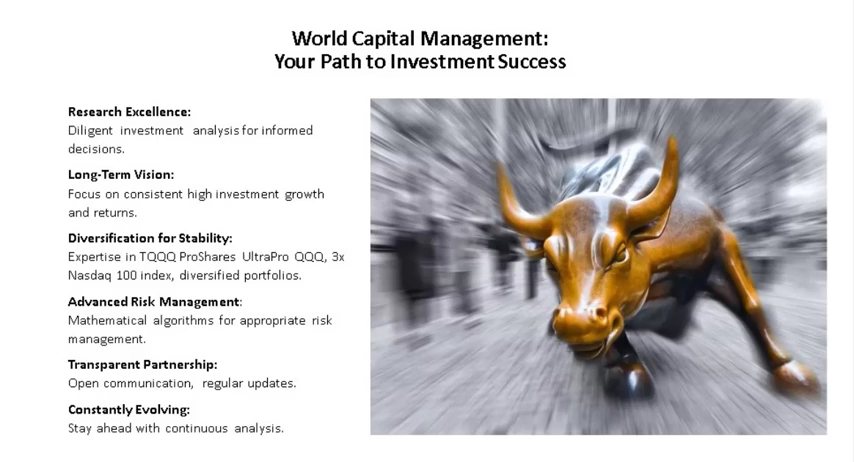 World Capital Management:
Your Path to Investment Success
Research Excellence:
Diligent investment analysis for informed
decisions.
Long-Term Vision:
Focus on consistent high investment growth
and returns.
Diversification for Stability:
Expertise in TQQQ ProShares UltraPro QQQ, 3x
Nasdaq 100 index, diversified portfolios.
Advanced Risk Management:
Mathematical algorithms for appropriate risk
management.
Transparent Partnership:
Open communication, regular updates.
Constantly Evolving:
Stay ahead with continuous analysis.